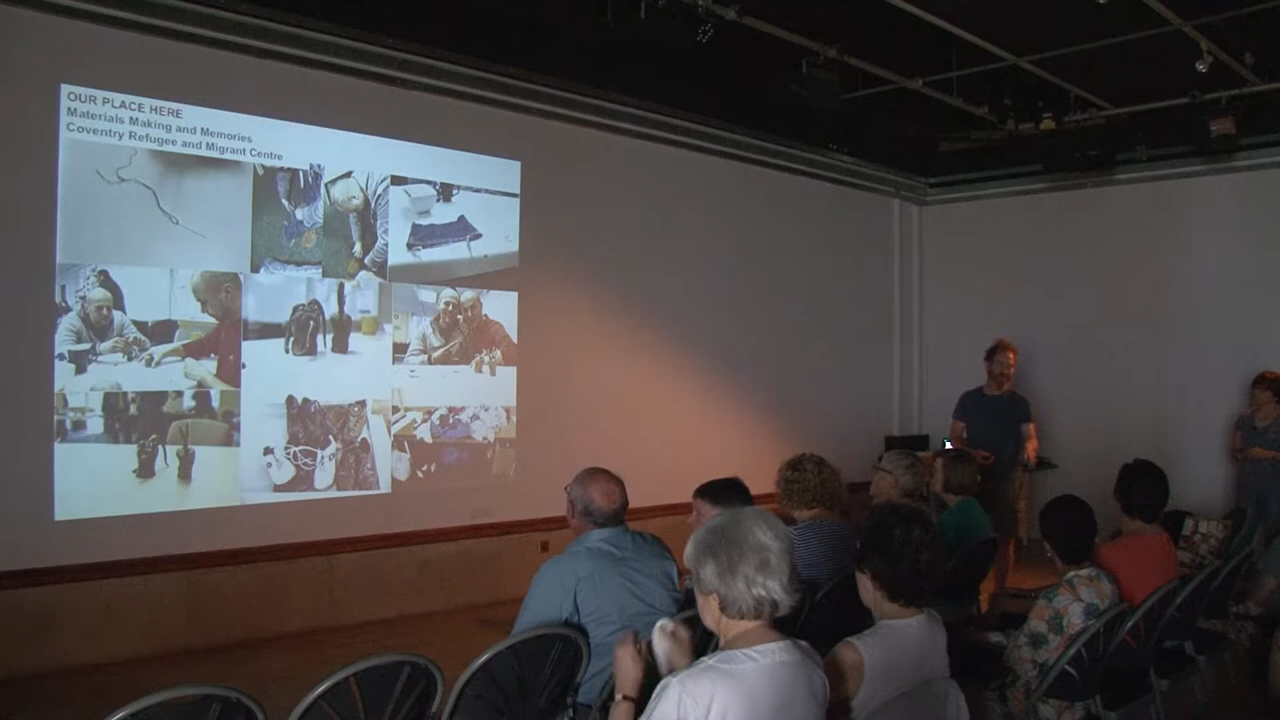 OUR PLACE HERE
Materials Making and Memories
Coventry Refugee and Migrant Centre